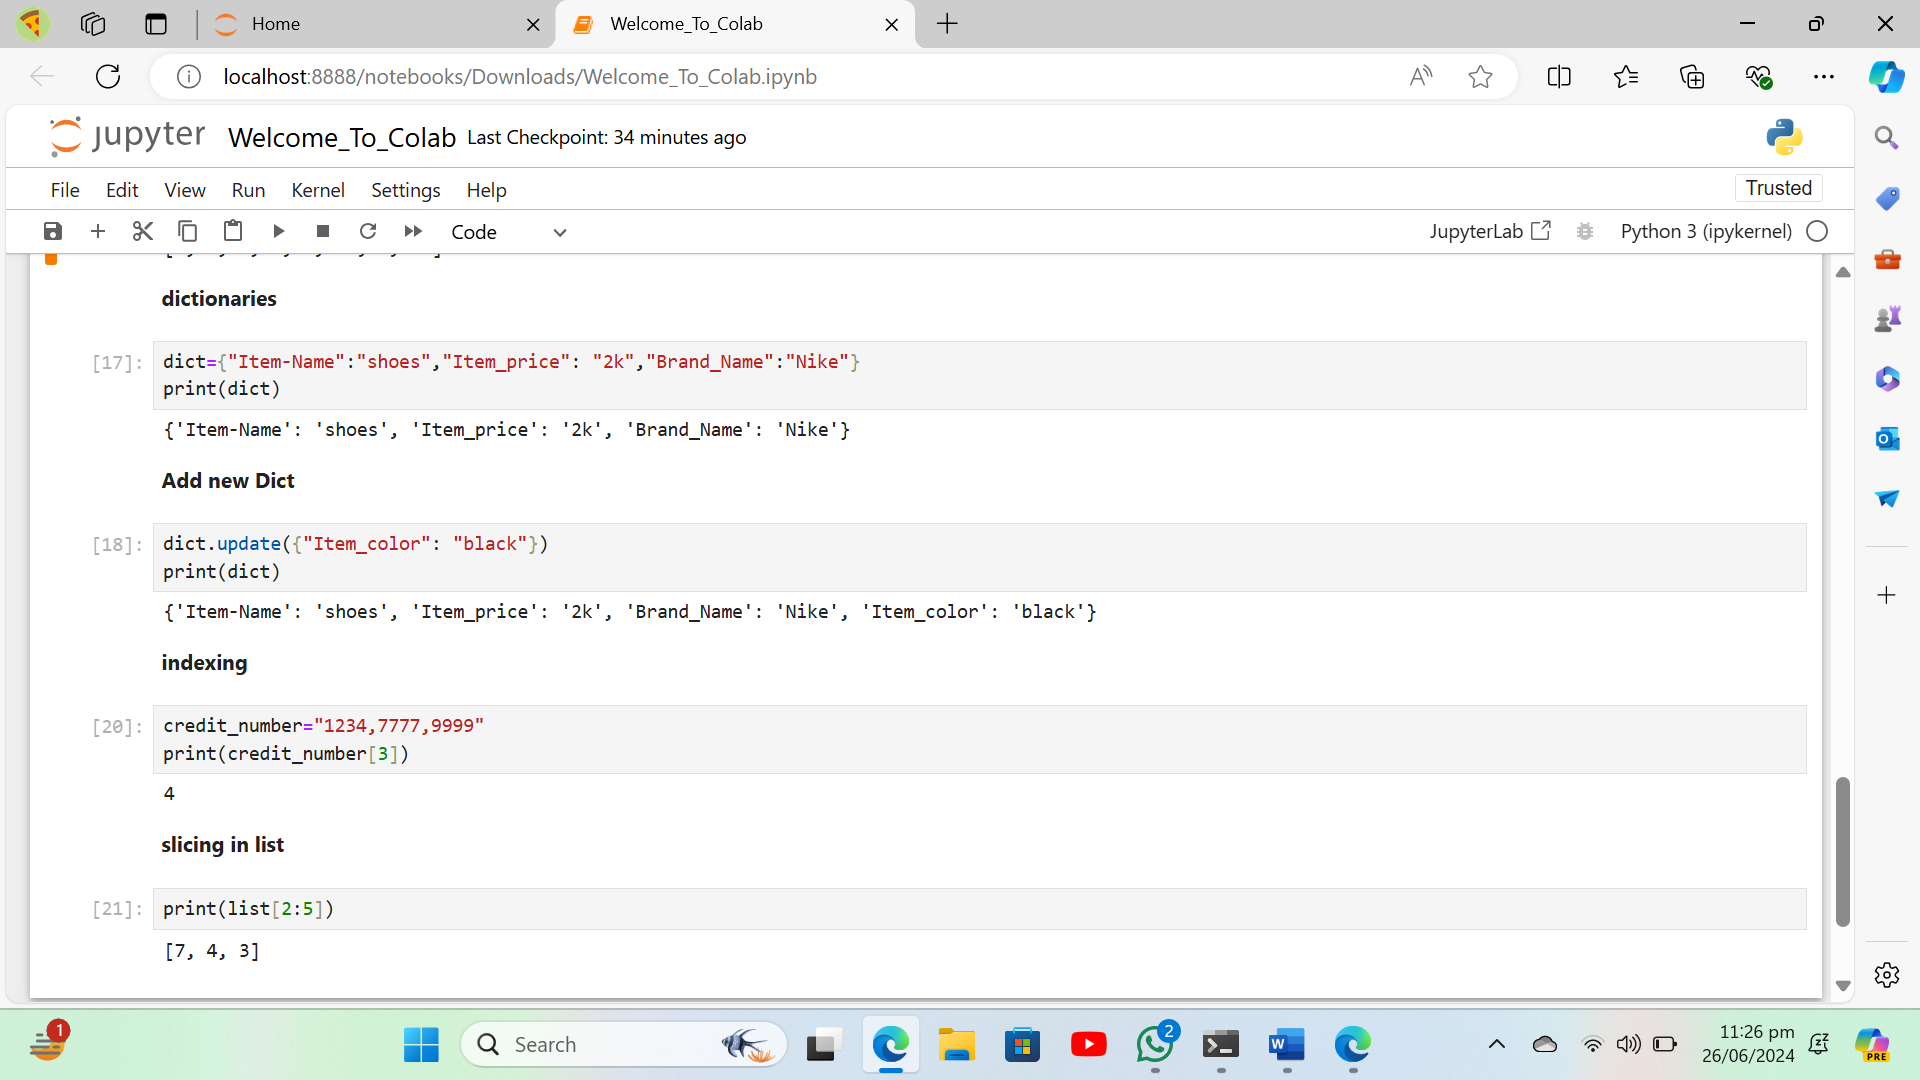 Home
Welcome_To_Colab
localhost:8888/notebooks/Downloads/Welcome_To_Colab.ipynb
jupyter Welcome_To_Colab Last Checkpoint: 34 minutes ago
File Edit View Run Kernel Settings Help
Trusted
Code
JupyterLab
Python 3 (ipykernel)
dictionaries
[17]:
dict={"Item-Name":"shoes","Item_price": "2k","Brand_Name":"Nike"}
print(dict)
{'Item-Name': 'shoes', 'Item_price': '2k', 'Brand_Name': 'Nike'}
Add new Dict
[18]:
dict.update({"Item_color": "black"})
print(dict)
{'Item-Name': 'shoes', 'Item_price': '2k', 'Brand_Name': 'Nike', 'Item_color': 'black'}
indexing
[20]:
credit_number="1234,7777,9999"
print(credit_number[3])
4
slicing in list
[21]:
print(list[2:5])
[7, 4, 3]
1
Search
2
11:26 pm
26/06/2024
PRE